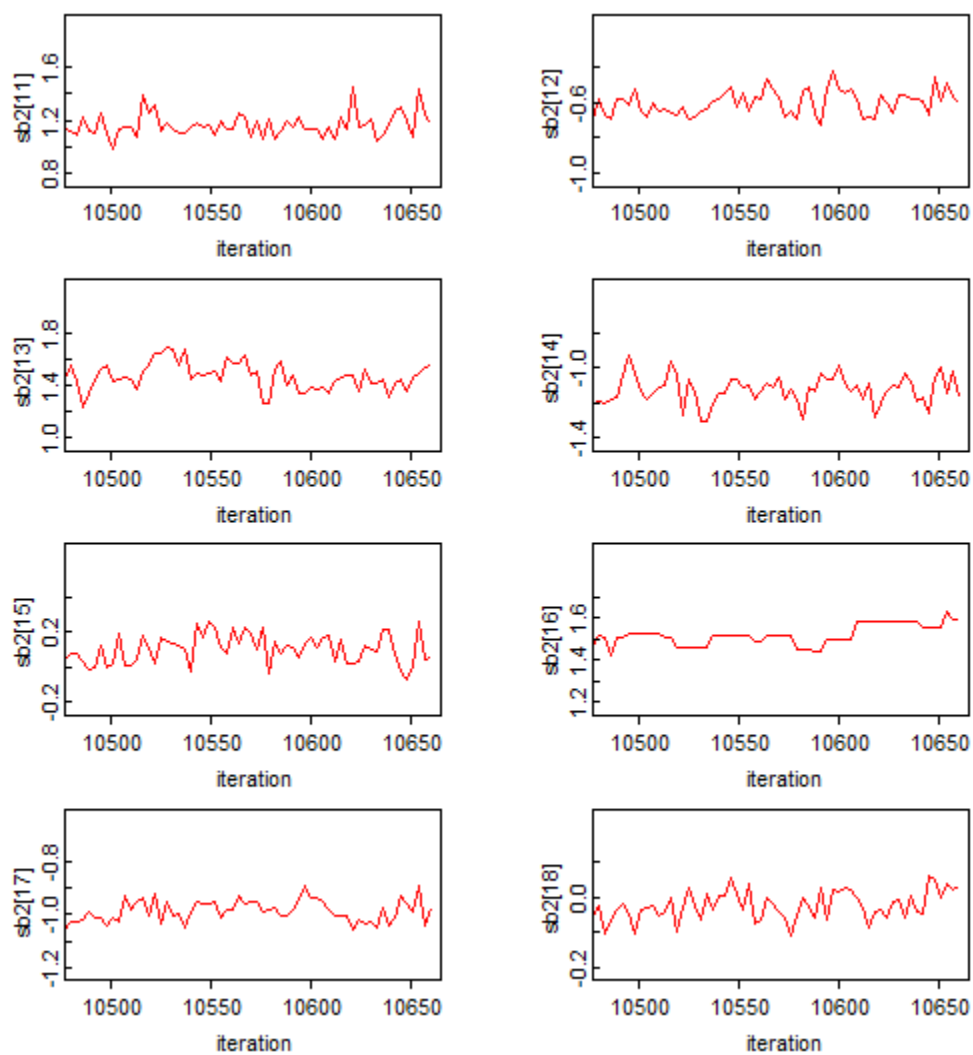 sb2[11]
0.8 1.2 1.6
10500 10550 10600 10650
iteration
sb2[12]
-1.0 -0.6
10500 10550 10600 10650
iteration
sb2[13]
1.0 1.4 1.8
10500 10550 10600 10650
iteration
sb2[14]
-1.4 -1.0
10500 10550 10600 10650
iteration
sb2[15]
-0.2 0.2
10500 10550 10600 10650
iteration
sb2[16]
1.2 1.4 1.6
10500 10550 10600 10650
iteration
sb2[17]
-1.2 -1.0 -0.8
10500 10550 10600 10650
iteration
sb2[18]
-0.2 0.0
10500 10550 10600 10650
iteration